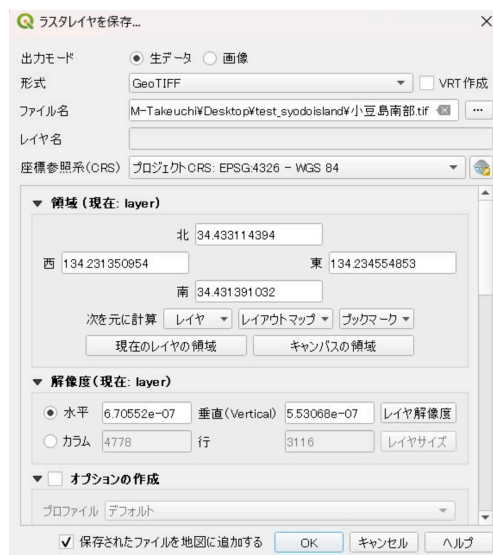 ラスタレイヤを保存...
出力モード 生データ 画像
形式 GeoTIFF VRT作成
ファイル名 M-Takeuchi¥Desktop¥test_syodoisland¥小豆島南部.tif ...
レイヤ名
座標参照系(CRS) プロジェクトCRS: EPSG:4326 - WGS 84
領域 (現在: layer)
北 34.433114394
西 134.231350954 東 134.234554853
南 34.431391032
次を元に計算 レイヤ レイアウトマップ ブックマーク
現在のレイヤの領域 キャンバスの領域
解像度(現在: layer)
水平 6.70552e-07 垂直(Vertical) 5.53068e-07 レイヤ解像度
カラム 4778 行 3116 レイヤサイズ
オプションの作成
プロファイル デフォルト
保存されたファイルを地図に追加する OK キャンセル ヘルプ